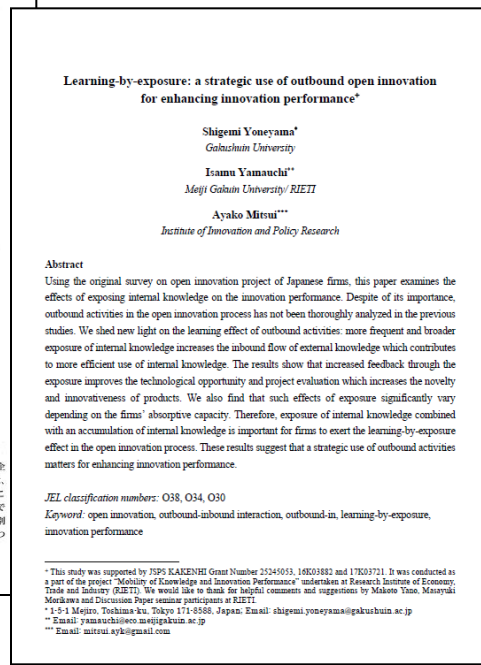 Learning-by-exposure: a strategic use of outbound open innovation
for enhancing innovation performance⁺
Shigemi Yoneyama*
Gakushuin University
Isamu Yamauchi**
Meiji Gakuin University/ RIETI
Ayako Mitsui***
Institute of Innovation and Policy Research
Abstract
Using the original survey on open innovation project of Japanese firms, this paper examines the
effects of exposing internal knowledge on the innovation performance. Despite of its importance,
outbound activities in the open innovation process has not been thoroughly analyzed in the previous
studies. We shed new light on the learning effect of outbound activities: more frequent and broader
exposure of internal knowledge increases the inbound flow of external knowledge which contributes
to more efficient use of internal knowledge. The results show that increased feedback through the
exposure improves the technological opportunity and project evaluation which increases the novelty
and innovativeness of products. We also find that such effects of exposure significantly vary
depending on the firms' absorptive capacity. Therefore, exposure of internal knowledge combined
with an accumulation of internal knowledge is important for firms to exert the learning-by-exposure
effect in the open innovation process. These results suggest that a strategic use of outbound activities
matters for enhancing innovation performance.
JEL classification numbers: O38, O34, O30
Keyword: open innovation, outbound-inbound interaction, outbound-in, learning-by-exposure,
innovation performance
⁺ This study was supported by JSPS KAKENHI Grant Number 25245053, 16K03882 and 17K03721. It was conducted as
a part of the project "Mobility of Knowledge and Innovation Performance" undertaken at Research Institute of Economy,
Trade and Industry (RIETI). We would like to thank for helpful comments and suggestions by Makoto Yano, Masayuki
Morikawa and Discussion Paper seminar participants at RIETI.
* 1-5-1 Mejiro, Toshima-ku, Tokyo 171-8588, Japan; Email: shigemi.yoneyama@gakushuin.ac.jp
** Email: yamauchi@eco.meijigakuin.ac.jp
*** Email: mitsui.ayk@gmail.com